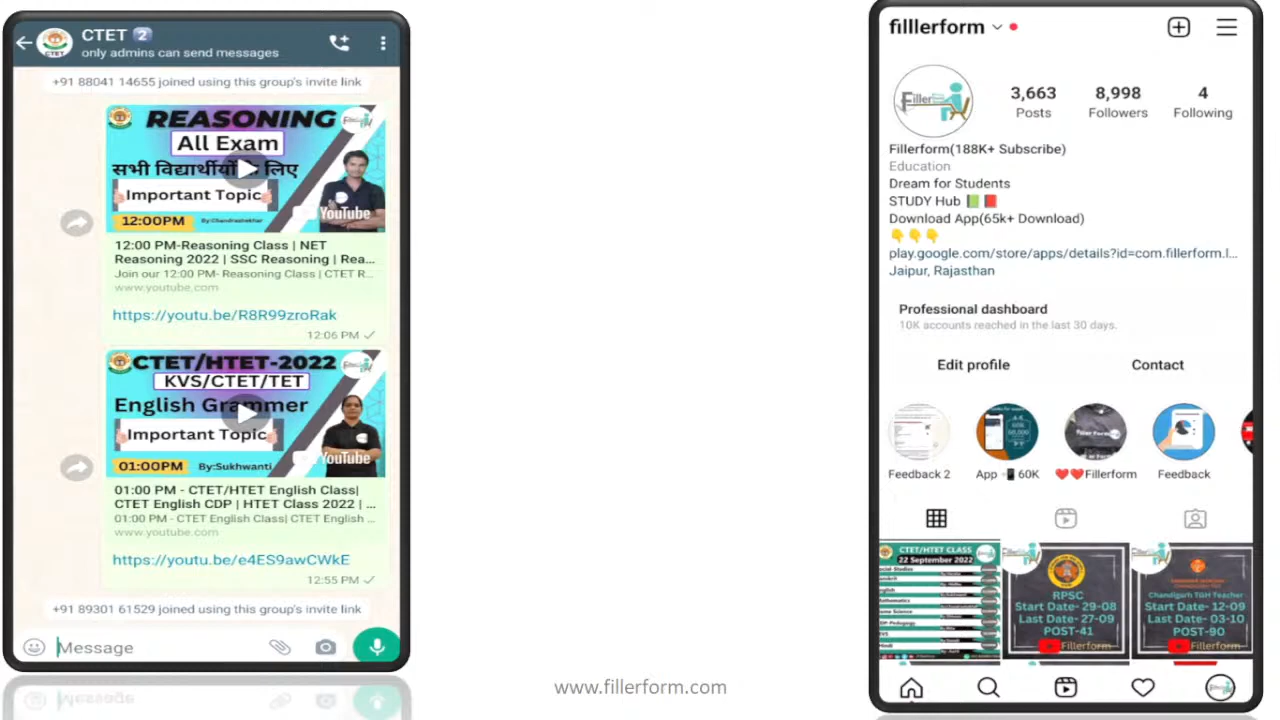 CTET 2
only admins can send messages
+91 88041 14655 joined using this group's invite link
REASONING
All Exam
सभी विद्यार्थीयों के लिए
Important Topic
12:00PM
By:Chandrashekhar
YouTube
12:00 PM-Reasoning Class | NET
Reasoning 2022 | SSC Reasoning | Rea...
Join our 12:00 PM- Reasoning Class | CTET R...
www.youtube.com
https://youtu.be/R8R99zroRak
12:06 PM
CTET/HTET-2022
KVS/CTET/TET
English Grammer
Important Topic
01:00PM
By:Sukhwanti
YouTube
01:00 PM - CTET/HTET English Class|
CTET English CDP | HTET Class 2022 | ...
01:00 PM - CTET English Class| CTET English ...
www.youtube.com
https://youtu.be/e4ES9awCWkE
12:55 PM
+91 89301 61529 joined using this group's invite link
Message
www.fillerform.com
filllerform
3,663 8,998 4
Posts Followers Following
Fillerform(188K+ Subscribe)
Education
Dream for Students
STUDY Hub
Download App(65k+ Download)
play.google.com/store/apps/details?id=com.fillerform.l...
Jaipur, Rajasthan
Professional dashboard
10K accounts reached in the last 30 days.
Edit profile Contact
Feedback 2 App 60K Fillerform Feedback
CTET/HTET CLASS
22 September 2022
RPSC
Start Date- 29-08
Last Date- 27-09
POST-41
Fillerform
Chandigarh TGH Teacher
Start Date- 12-09
Last Date- 03-10
POST-90
Fillerform